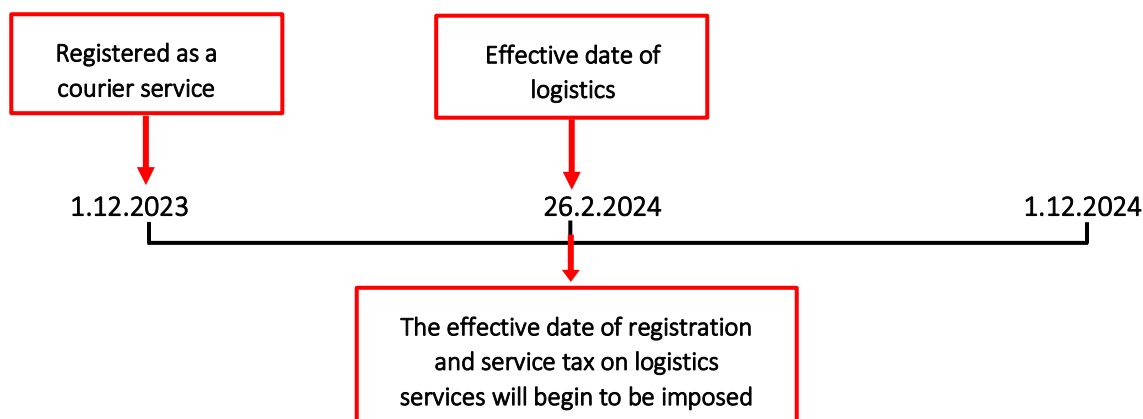 Registered as a
courier service
Effective date of
logistics
1.12.2023
26.2.2024
1.12.2024
The effective date of registration
and service tax on logistics
services will begin to be imposed